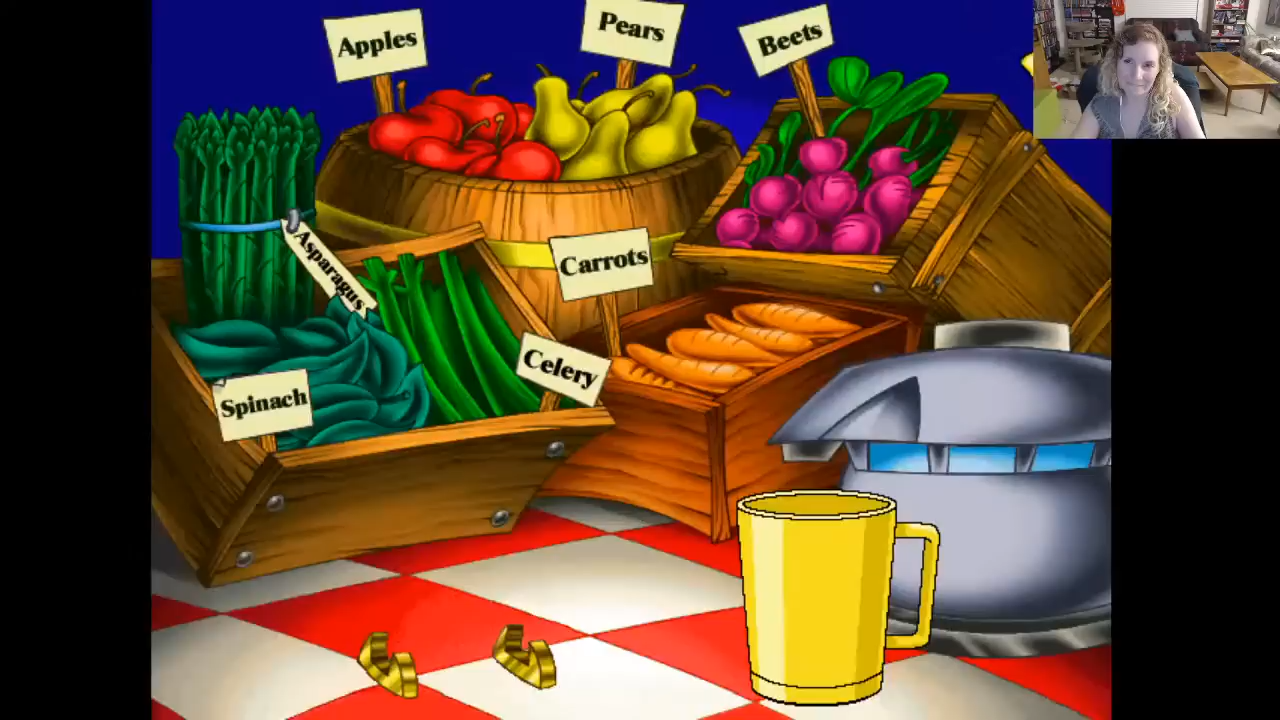 Apples
Pears
Beets
Asparagus
Carrots
Celery
Spinach